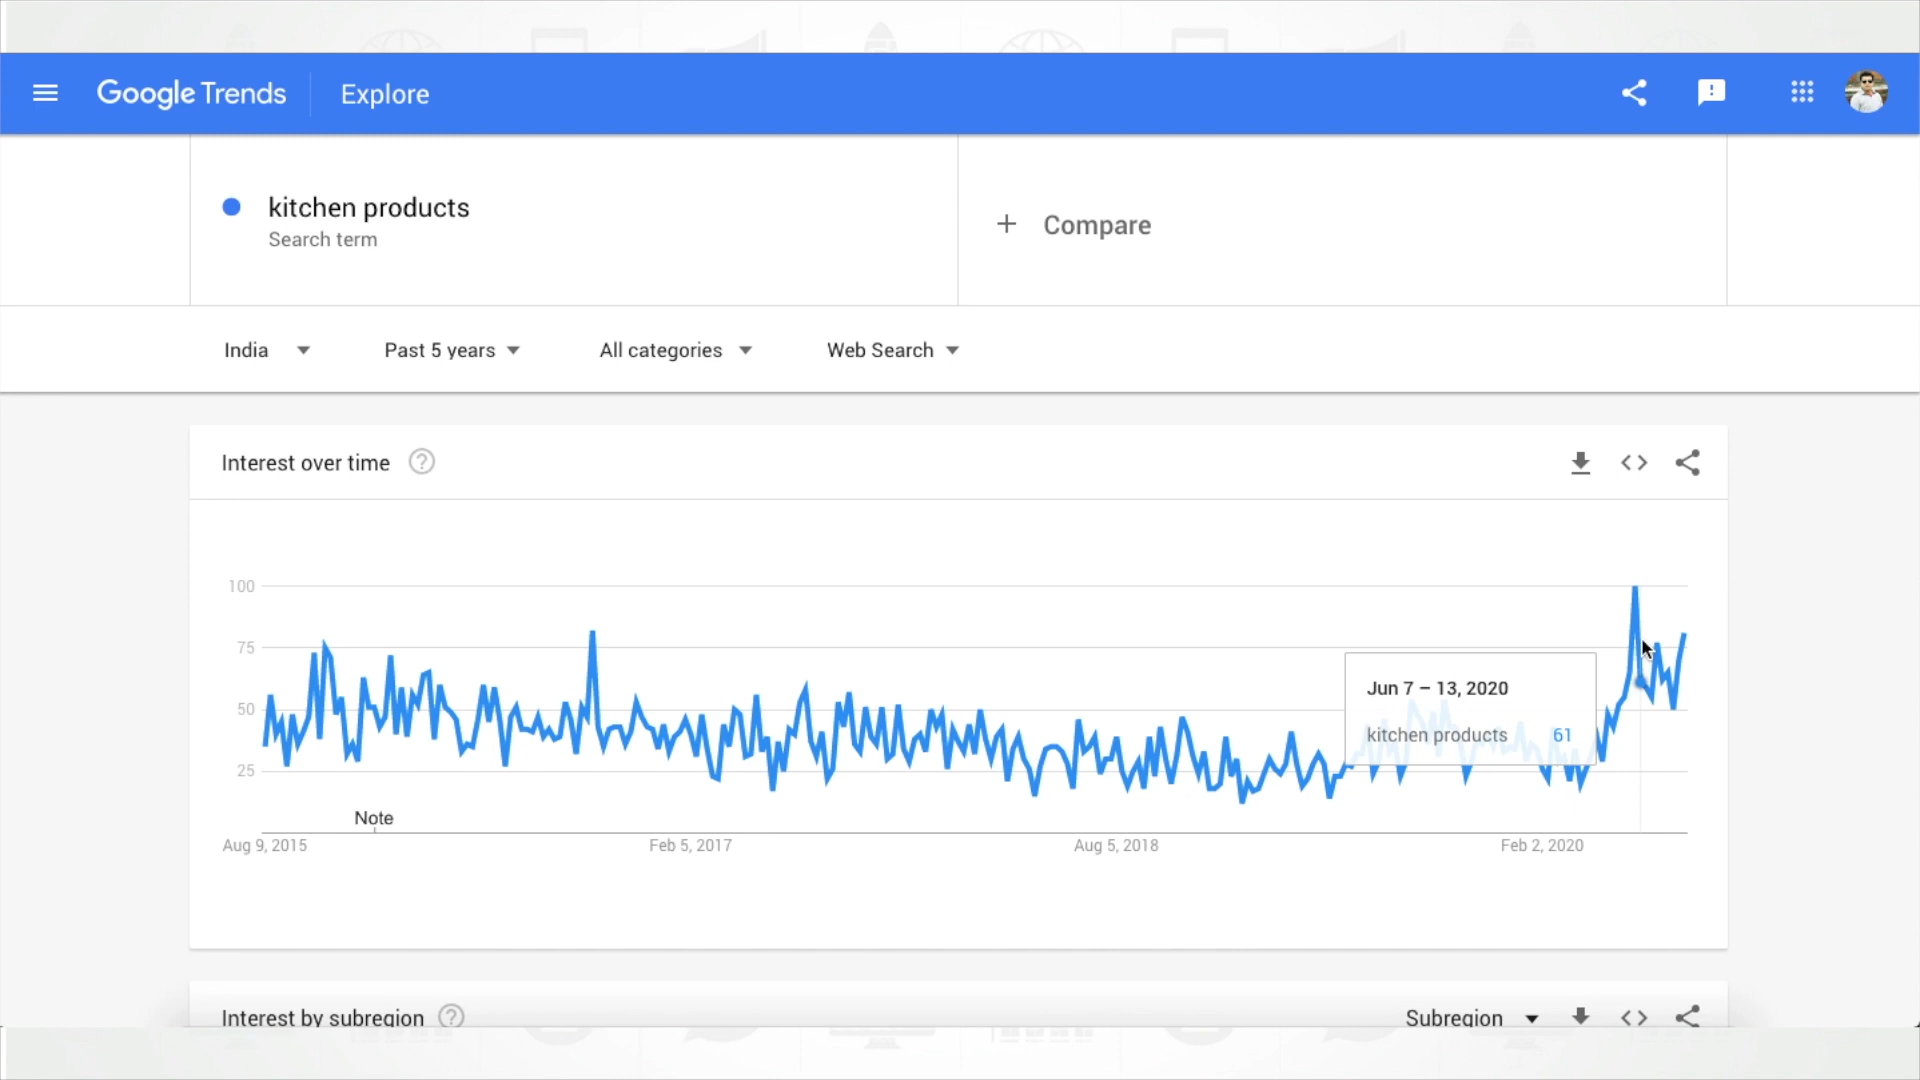 Google Trends
Explore
kitchen products
Search term
+ Compare
India
Past 5 years
All categories
Web Search
Interest over time
100
75
50
25
Jun 7 – 13, 2020
kitchen products 61
Note
Aug 9, 2015
Feb 5, 2017
Aug 5, 2018
Feb 2, 2020
Interest by subregion
Subregion